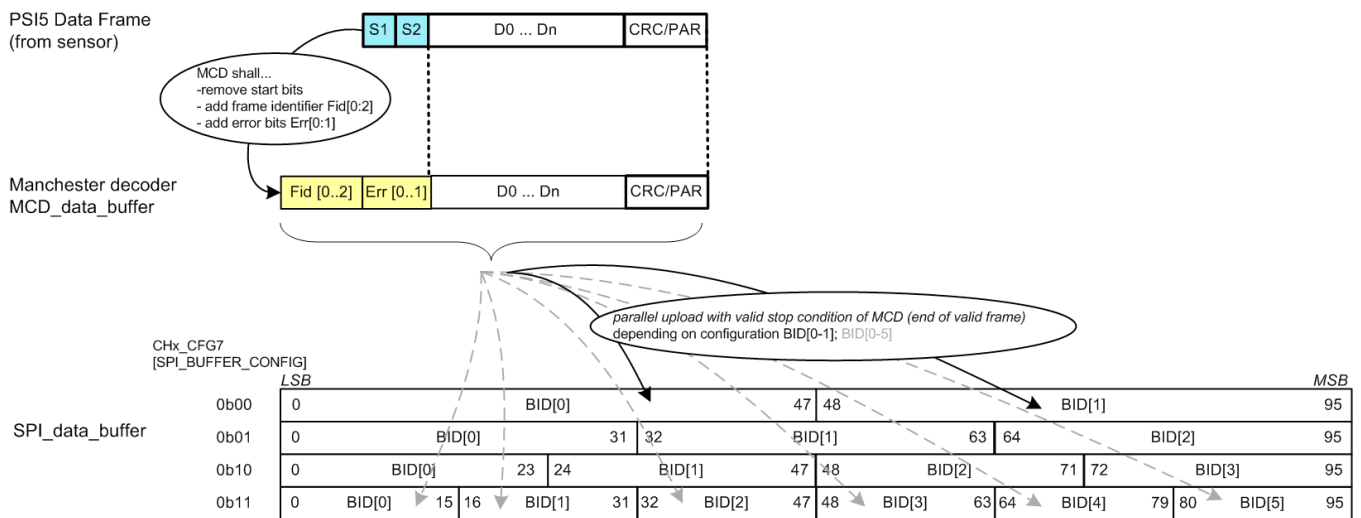 PSI5 Data Frame
(from sensor)
S1 S2 D0 ... Dn CRC/PAR
MCD shall...
-remove start bits
- add frame identifier Fid[0:2]
- add error bits Err[0:1]
Manchester decoder
MCD_data_buffer
Fid [0..2] Err [0..1] D0 ... Dn CRC/PAR
parallel upload with valid stop condition of MCD (end of valid frame)
depending on configuration BID[0-1]; BID[0-5]
CHx_CFG7
[SPI_BUFFER_CONFIG]
LSB MSB
SPI_data_buffer
0b00 0 BID[0] 47 48 BID[1] 95
0b01 0 BID[0] 31 32 BID[1] 63 64 BID[2] 95
0b10 0 BID[0] 23 24 BID[1] 47 48 BID[2] 71 72 BID[3] 95
0b11 0 BID[0] 15 16 BID[1] 31 32 BID[2] 47 48 BID[3] 63 64 BID[4] 79 80 BID[5] 95